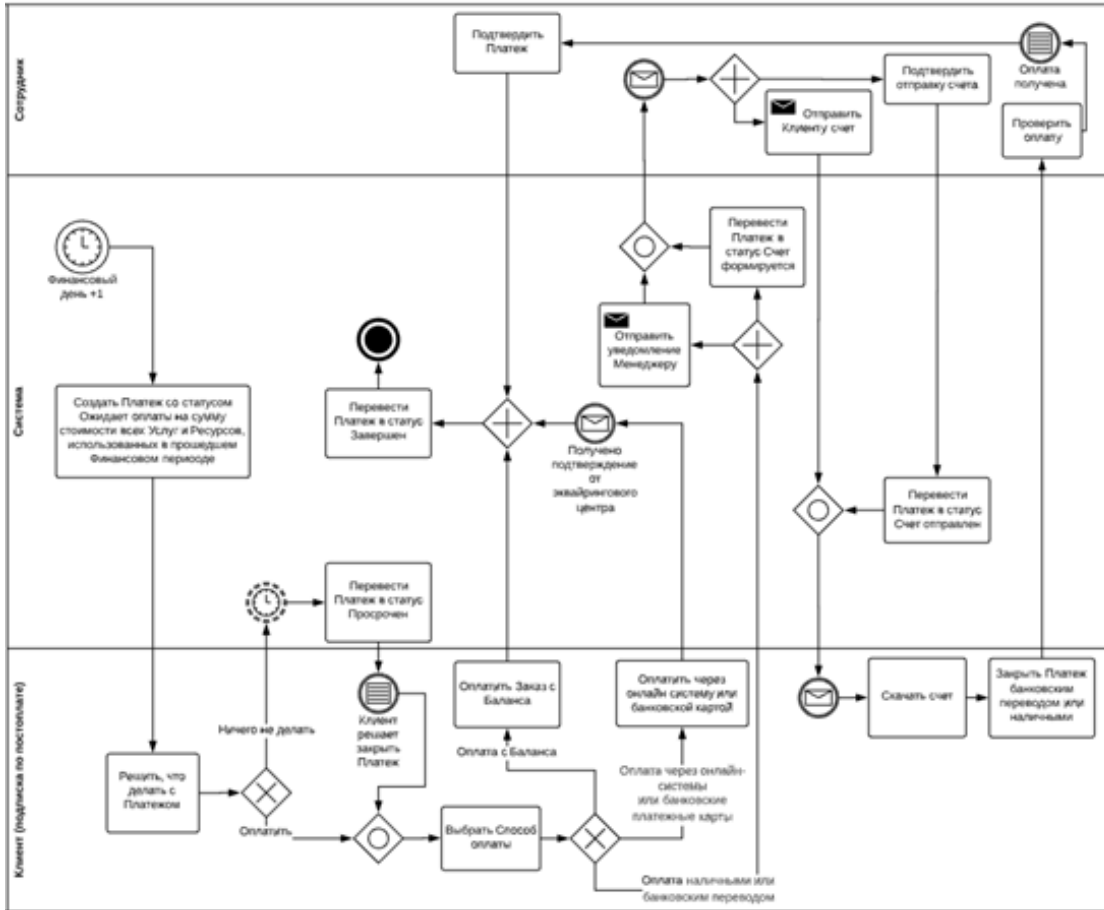 Сотрудник
Подтвердить
Платеж
Оплата
получена
Подтвердить
отправку счета
Отправить
Клиенту счет
Проверить
оплату
Система
Финансовый
день +1
Перевести
Платеж в
статус Счет
формируется
Отправить
уведомление
Менеджеру
Создать Платеж со статусом
Ожидает оплаты на сумму
стоимости всех Услуг и Ресурсов,
использованных в прошедшем
Финансовом периооде
Перевести
Платеж в статус
Завершен
Получено
подтверждение
от
эквайрингового
центра
Перевести
Платеж в статус
Счет отправлен
Перевести
Платеж в статус
Просрочен
Клиент (подписка по постоплате)
Ничего не делать
Клиент
решает
закрыть
Платеж
Оплатить Заказ с
Баланса
Оплатить через
онлайн систему или
банковской картой
Скачать счет
Закрыть Платеж
банковским
переводом или
наличными
Решить, что
делать с
Платежом
Оплатить
Выбрать Способ
оплаты
Оплата с Баланса
Оплата через онлайн-
системы
или банковские
платежные карты
Оплата наличными или
банковским переводом